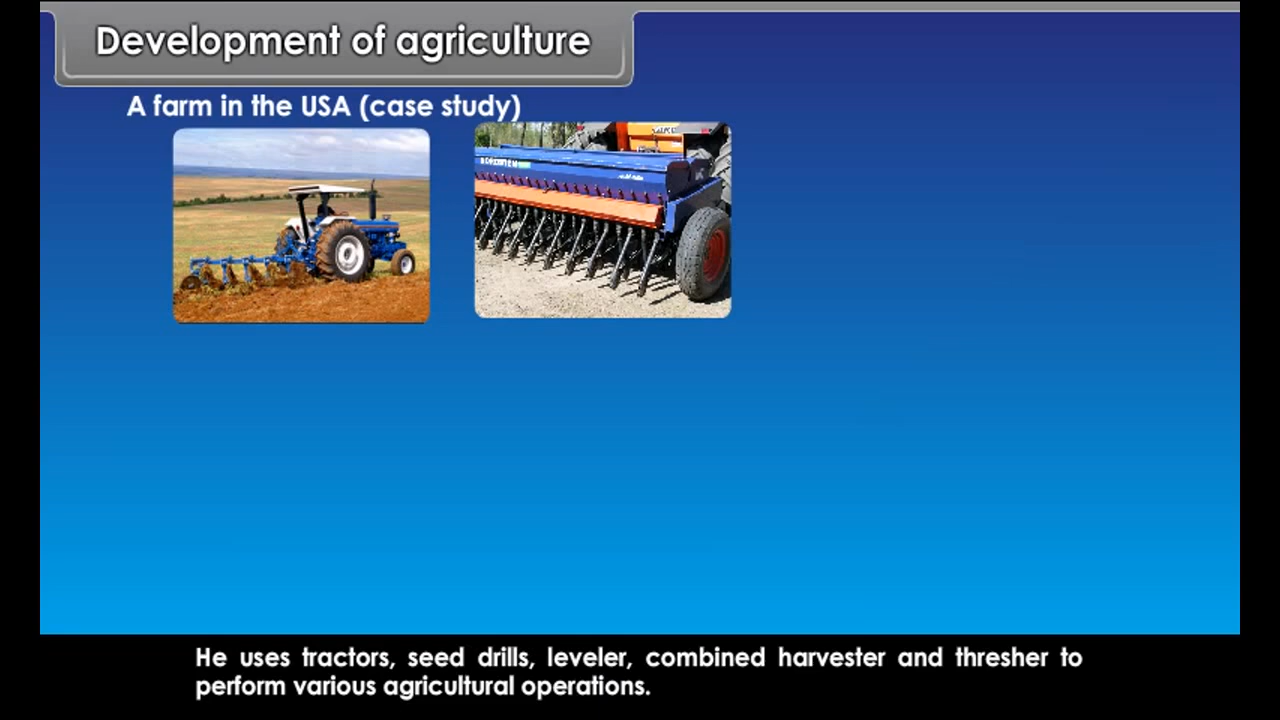 Development of agriculture
A farm in the USA (case study)
He uses tractors, seed drills, leveler, combined harvester and thresher to
perform various agricultural operations.